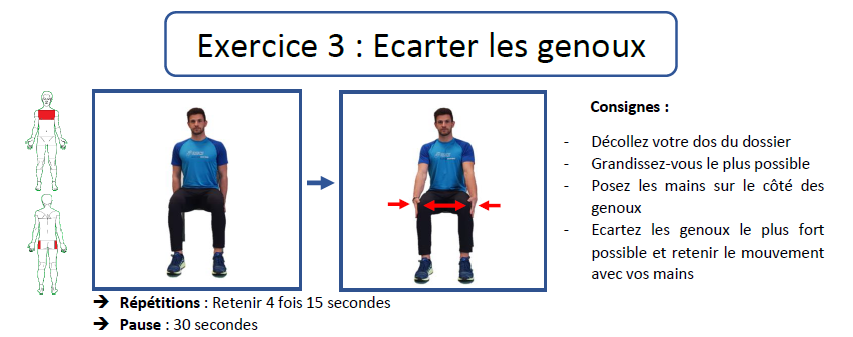 Exercice 3 : Ecarter les genoux
Consignes :
- Décollez votre dos du dossier
- Grandissez-vous le plus possible
- Posez les mains sur le côté des
genoux
- Ecartez les genoux le plus fort
possible et retenir le mouvement
avec vos mains
➔ Répétitions : Retenir 4 fois 15 secondes
➔ Pause : 30 secondes